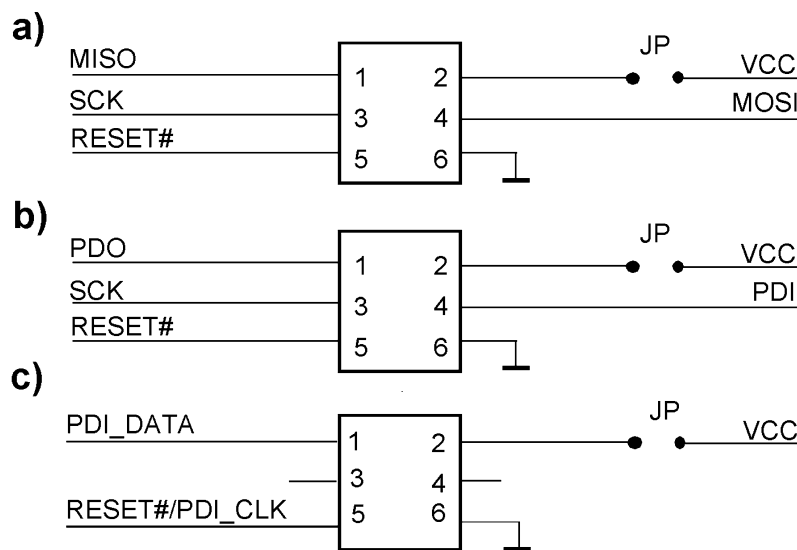 a)
JP
MISO
1 2
VCC
SCK
3 4
MOSI
RESET#
5 6
b)
JP
PDO
1 2
VCC
SCK
3 4
PDI
RESET#
5 6
c)
JP
PDI_DATA
1 2
VCC
3 4
RESET#/PDI_CLK
5 6